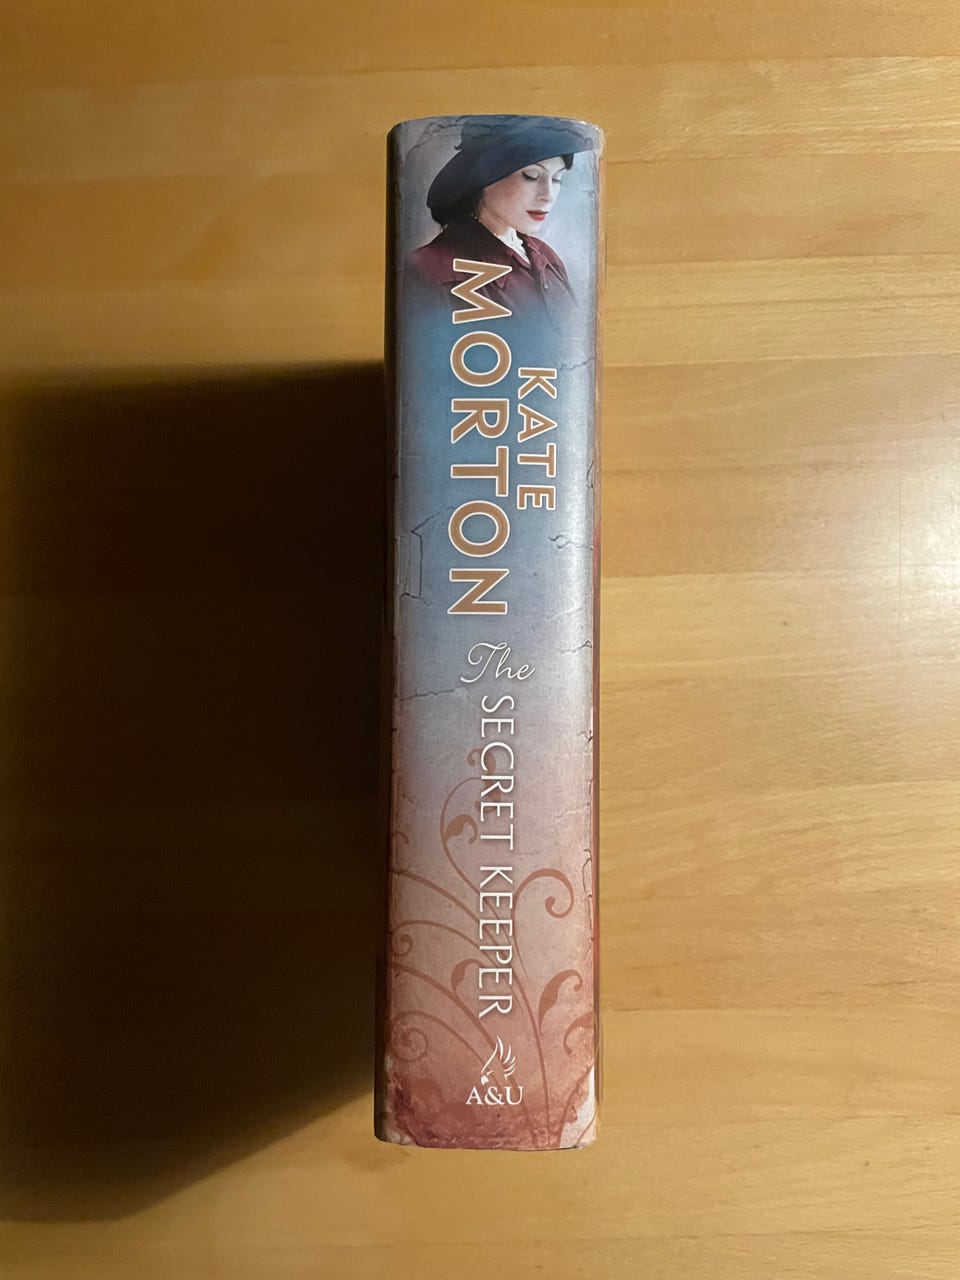 KATE
MORTON
The SECRET KEEPER
A&U